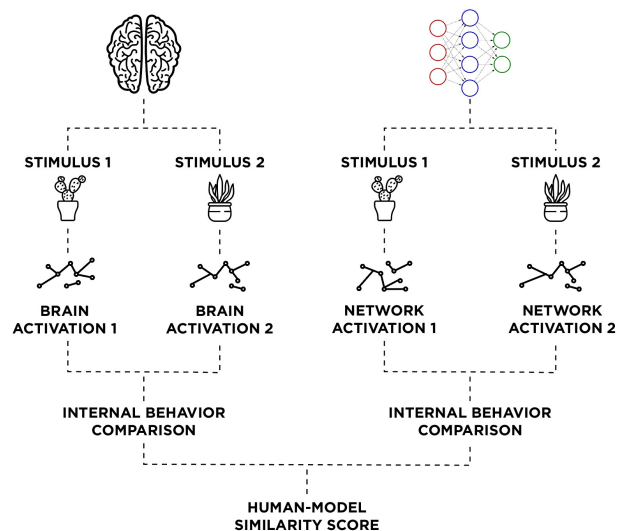 STIMULUS 1
STIMULUS 2
STIMULUS 1
STIMULUS 2
BRAIN
ACTIVATION 1
BRAIN
ACTIVATION 2
NETWORK
ACTIVATION 1
NETWORK
ACTIVATION 2
INTERNAL BEHAVIOR
COMPARISON
INTERNAL BEHAVIOR
COMPARISON
HUMAN-MODEL
SIMILARITY SCORE